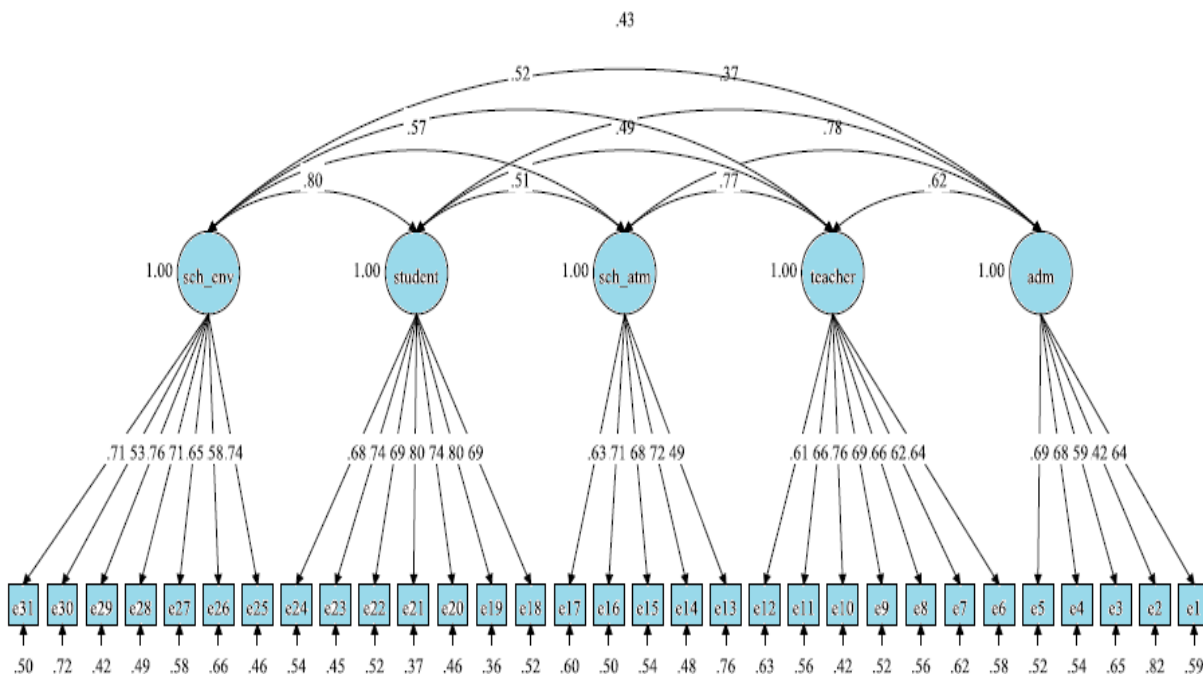 .43
.52 .37
.57 .49 .78
.80 .51 .77 .62
1.00 sch_env 1.00 student 1.00 sch_atm 1.00 teacher 1.00 adm
.71 53 .76 71 .65 58 .74 .68 74 69 80 74 80 69 .63 71 68 72 49 .61 66 .76 69 .66 62 .64 .69 68 59 42 64
e31 e30 e29 e28 e27 e26 e25 e24 e23 e22 e21 e20 e19 e18 e17 e16 e15 e14 e13 e12 e11 e10 e9 e8 e7 e6 e5 e4 e3 e2 e1
.50 .72 .42 .49 .58 .66 .46 .54 .45 .52 .37 .46 .36 .52 .60 .50 .54 .48 .76 .63 .56 .42 .52 .56 .62 .58 .52 .54 .65 .82 .59